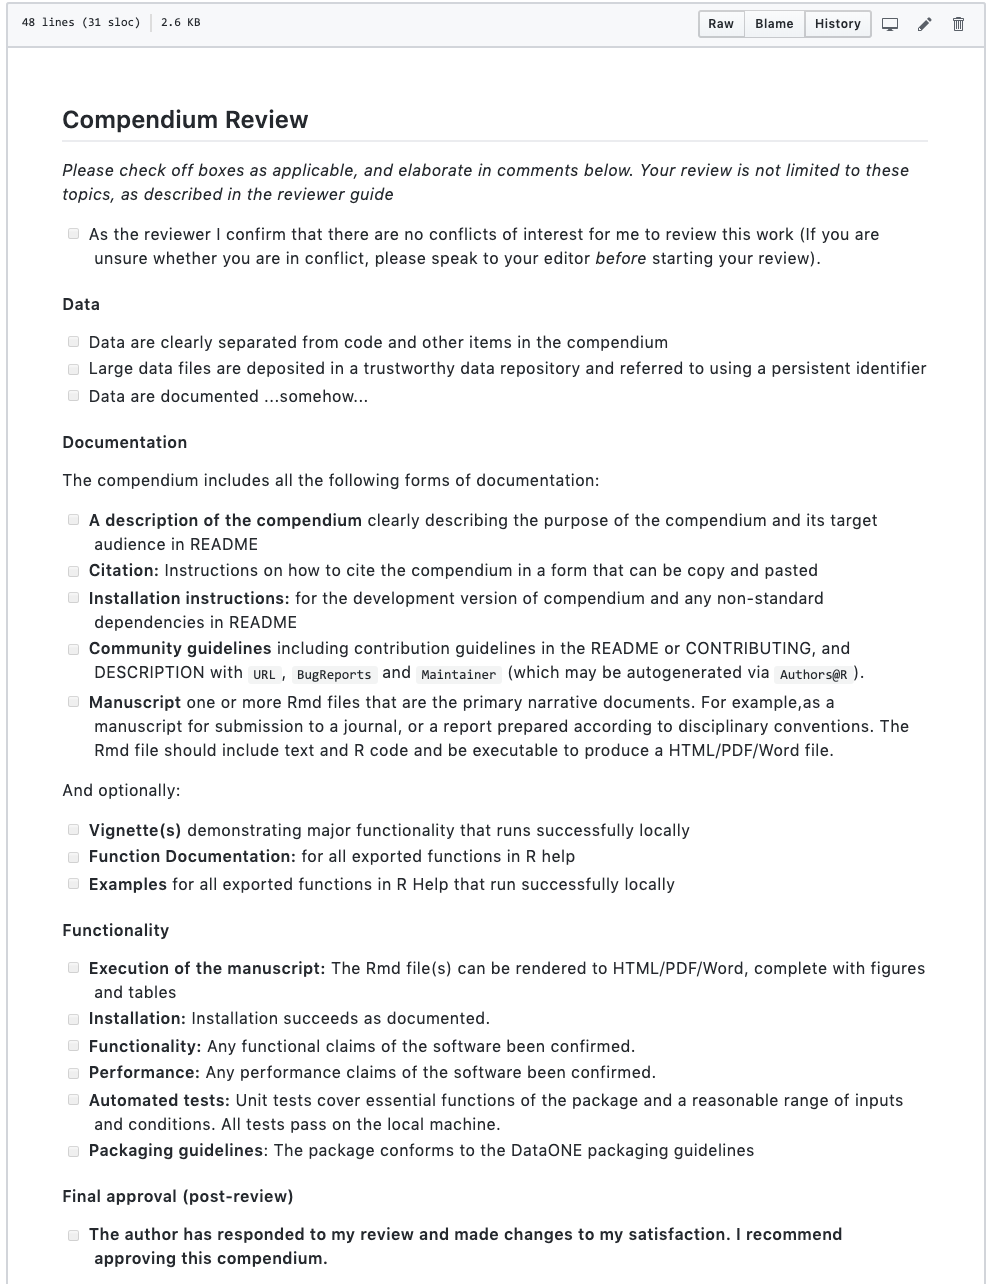 48 lines (31 sloc) 2.6 KB
Raw Blame History
Compendium Review
Please check off boxes as applicable, and elaborate in comments below. Your review is not limited to these
topics, as described in the reviewer guide
As the reviewer I confirm that there are no conflicts of interest for me to review this work (If you are
unsure whether you are in conflict, please speak to your editor before starting your review).
Data
Data are clearly separated from code and other items in the compendium
Large data files are deposited in a trustworthy data repository and referred to using a persistent identifier
Data are documented ...somehow...
Documentation
The compendium includes all the following forms of documentation:
A description of the compendium clearly describing the purpose of the compendium and its target
audience in README
Citation: Instructions on how to cite the compendium in a form that can be copy and pasted
Installation instructions: for the development version of compendium and any non-standard
dependencies in README
Community guidelines including contribution guidelines in the README or CONTRIBUTING, and
DESCRIPTION with URL , BugReports and Maintainer (which may be autogenerated via Authors@R ).
Manuscript one or more Rmd files that are the primary narrative documents. For example,as a
manuscript for submission to a journal, or a report prepared according to disciplinary conventions. The
Rmd file should include text and R code and be executable to produce a HTML/PDF/Word file.
And optionally:
Vignette(s) demonstrating major functionality that runs successfully locally
Function Documentation: for all exported functions in R help
Examples for all exported functions in R Help that run successfully locally
Functionality
Execution of the manuscript: The Rmd file(s) can be rendered to HTML/PDF/Word, complete with figures
and tables
Installation: Installation succeeds as documented.
Functionality: Any functional claims of the software been confirmed.
Performance: Any performance claims of the software been confirmed.
Automated tests: Unit tests cover essential functions of the package and a reasonable range of inputs
and conditions. All tests pass on the local machine.
Packaging guidelines: The package conforms to the DataONE packaging guidelines
Final approval (post-review)
The author has responded to my review and made changes to my satisfaction. I recommend
approving this compendium.